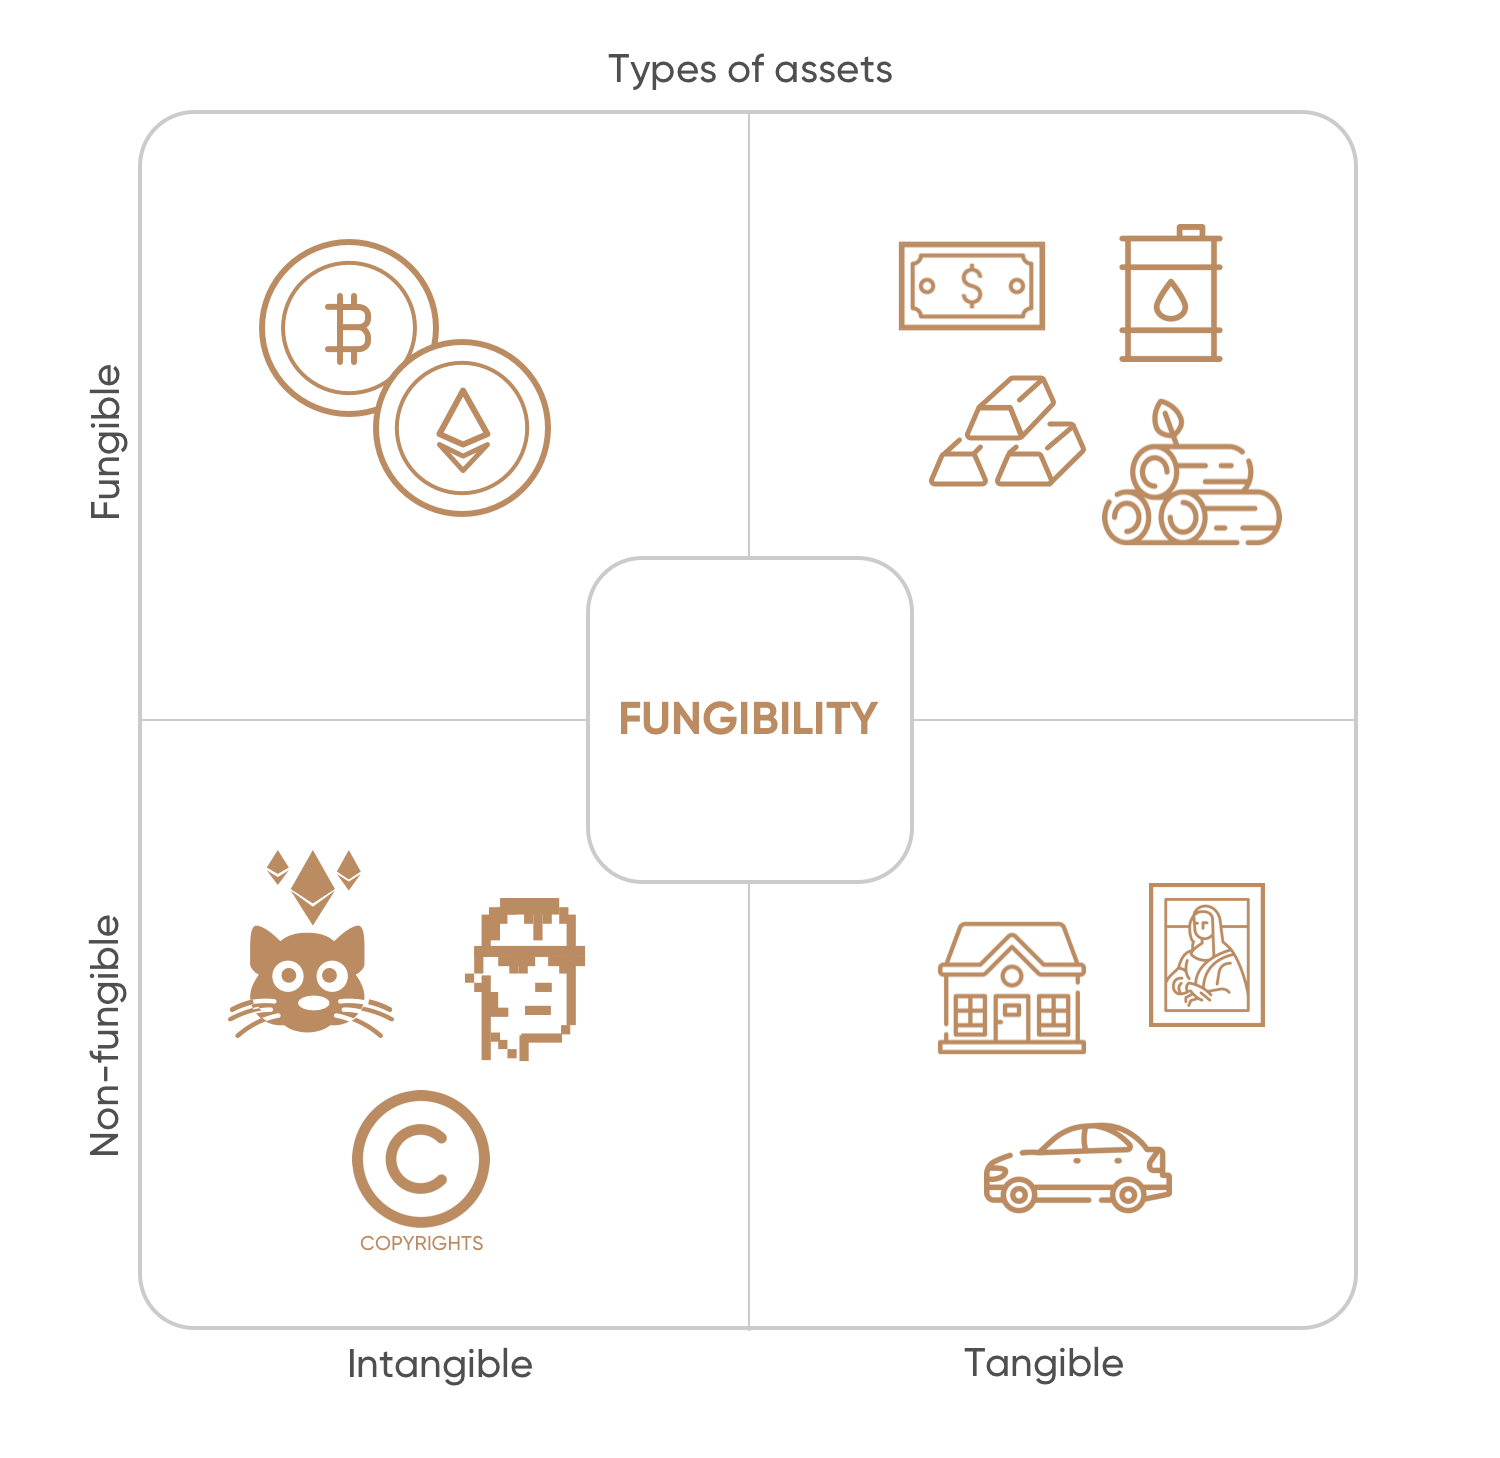 Types of assets
Fungible
$
FUNGIBILITY
Non-fungible
COPYRIGHTS
Intangible
Tangible